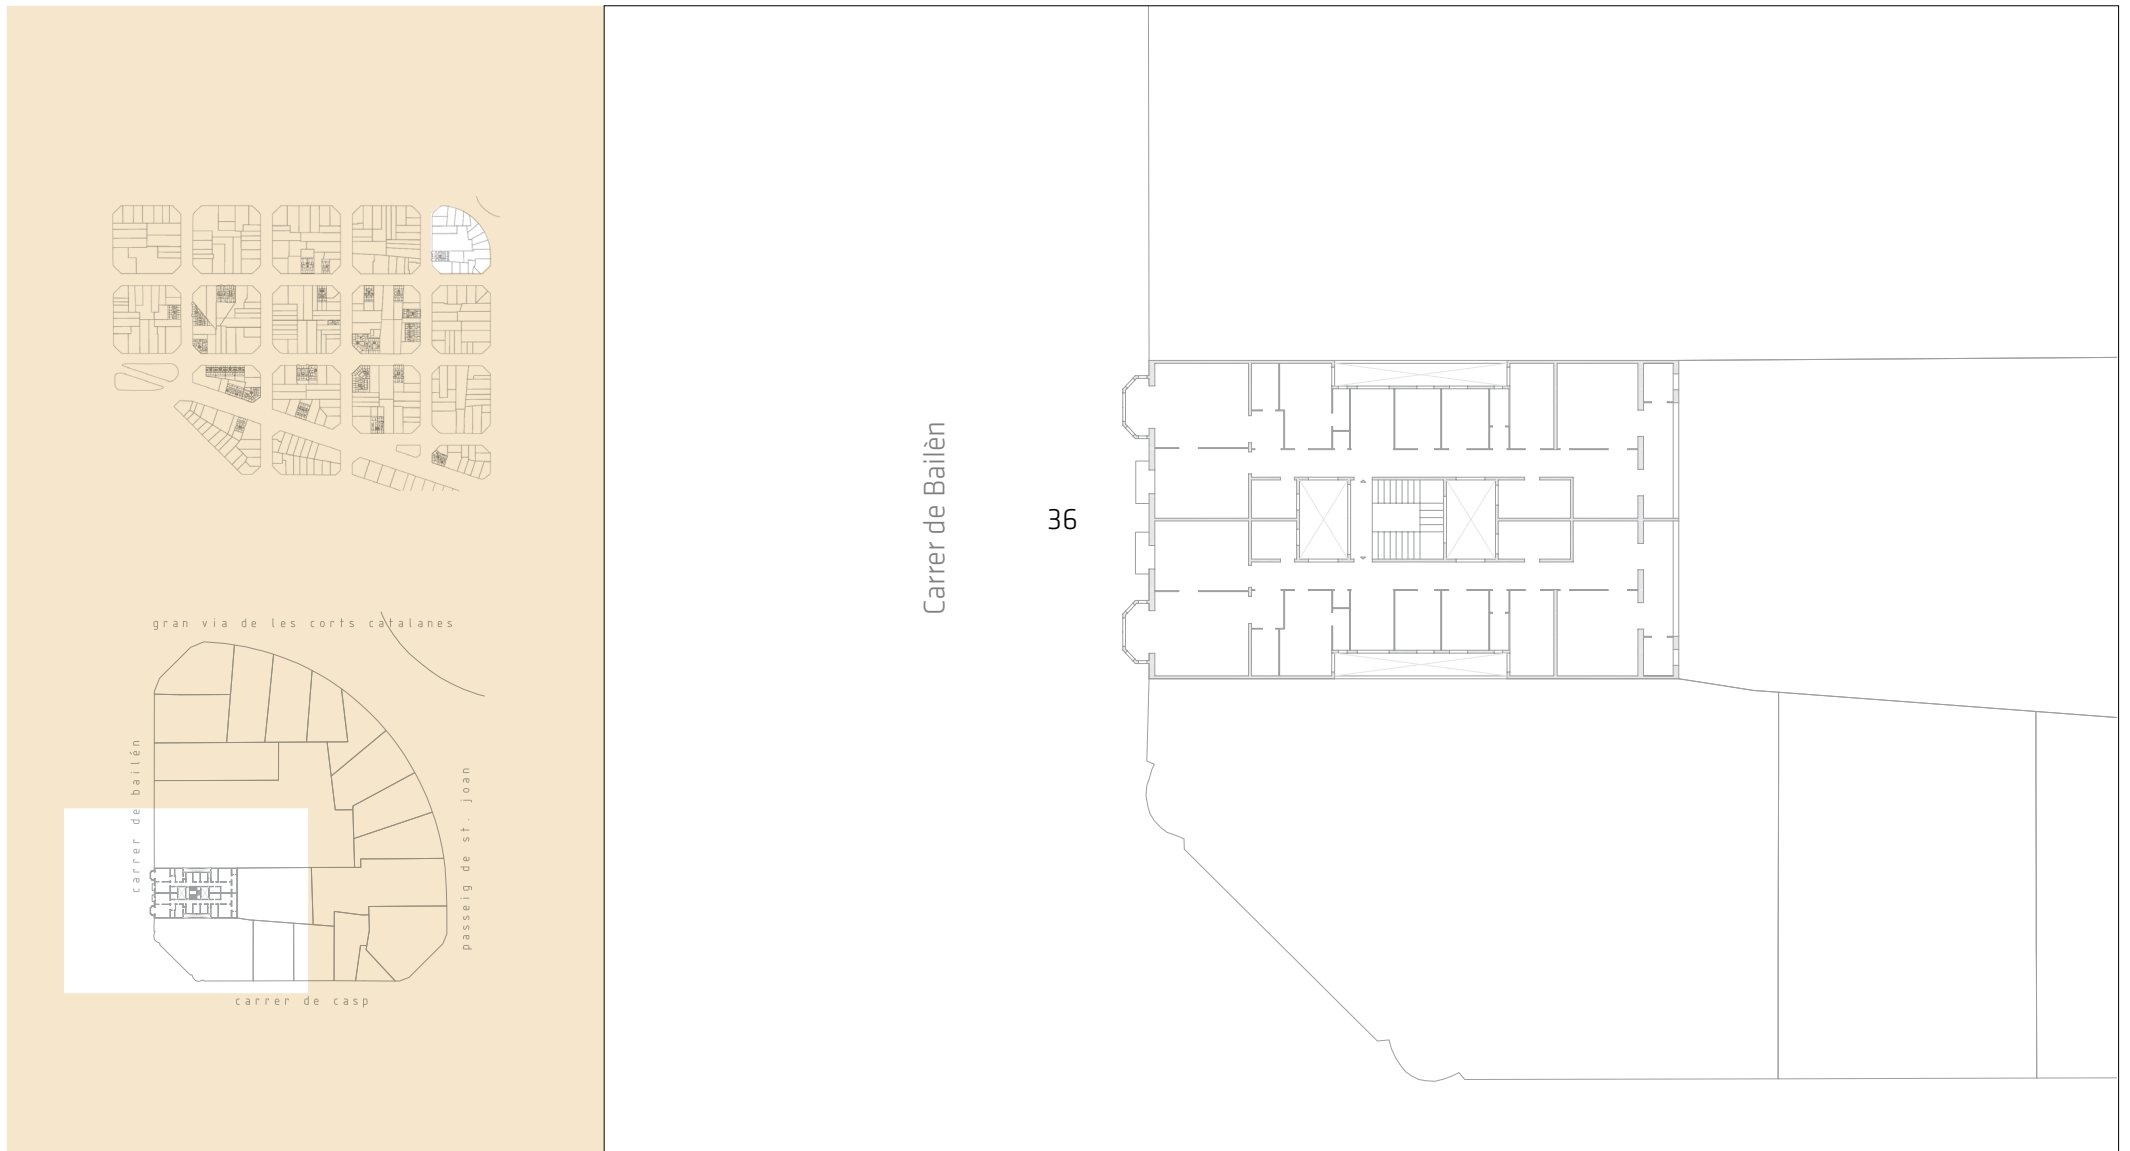 gran via de les corts catalanes
carrer de bailén
passeig de st. joan
carrer de casp
Carrer de Bailèn
36